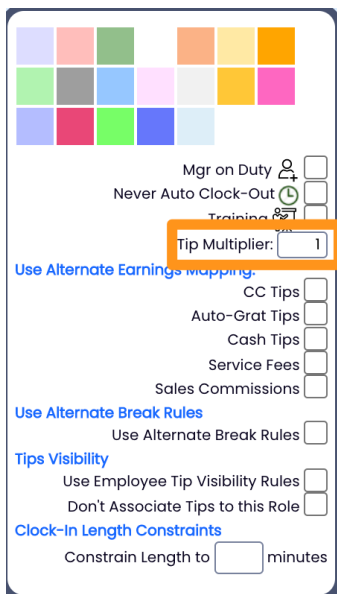 Mgr on Duty
Never Auto Clock-Out
Training
Tip Multiplier: 1
Use Alternate Earnings Mapping:
CC Tips
Auto-Grat Tips
Cash Tips
Service Fees
Sales Commissions
Use Alternate Break Rules
Use Alternate Break Rules
Tips Visibility
Use Employee Tip Visibility Rules
Don't Associate Tips to this Role
Clock-In Length Constraints
Constrain Length to minutes